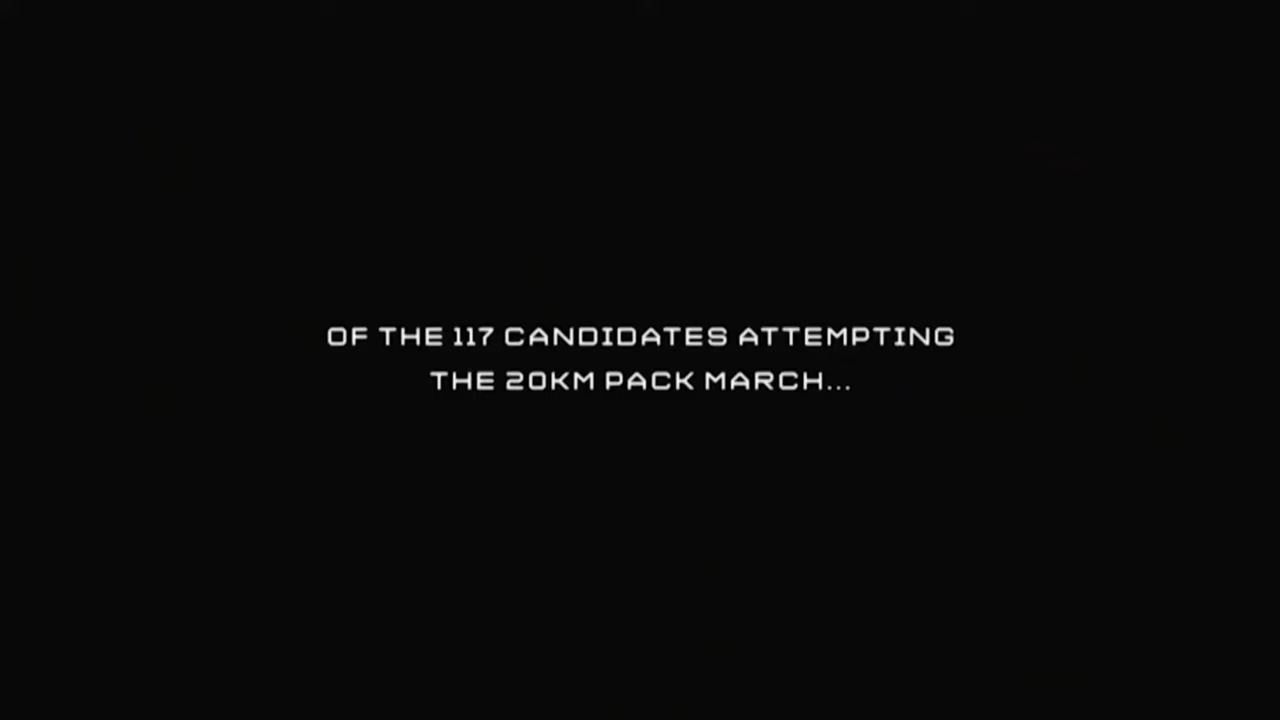 OF THE 117 CANDIDATES ATTEMPTING
THE 20KM PACK MARCH...